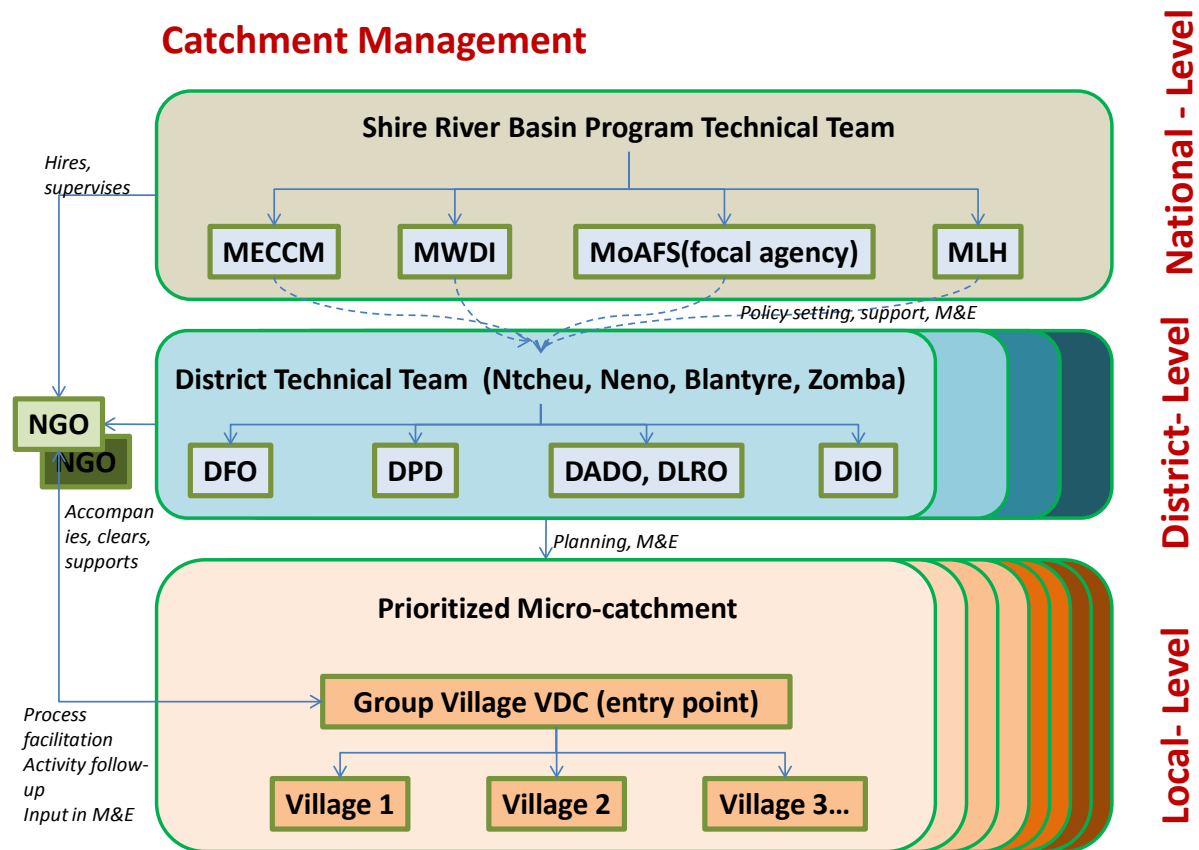 Catchment Management
National - Level
Shire River Basin Program Technical Team
Hires,
supervises
MECCM
MWDI
MoAFS(focal agency)
MLH
Policy setting, support, M&E
District- Level
District Technical Team (Ntcheu, Neno, Blantyre, Zomba)
NGO
NGO
DFO
DPD
DADO, DLRO
DIO
Accompan
ies, clears,
supports
Planning, M&E
Local- Level
Prioritized Micro-catchment
Group Village VDC (entry point)
Process
facilitation
Activity follow-
up
Input in M&E
Village 1
Village 2
Village 3...